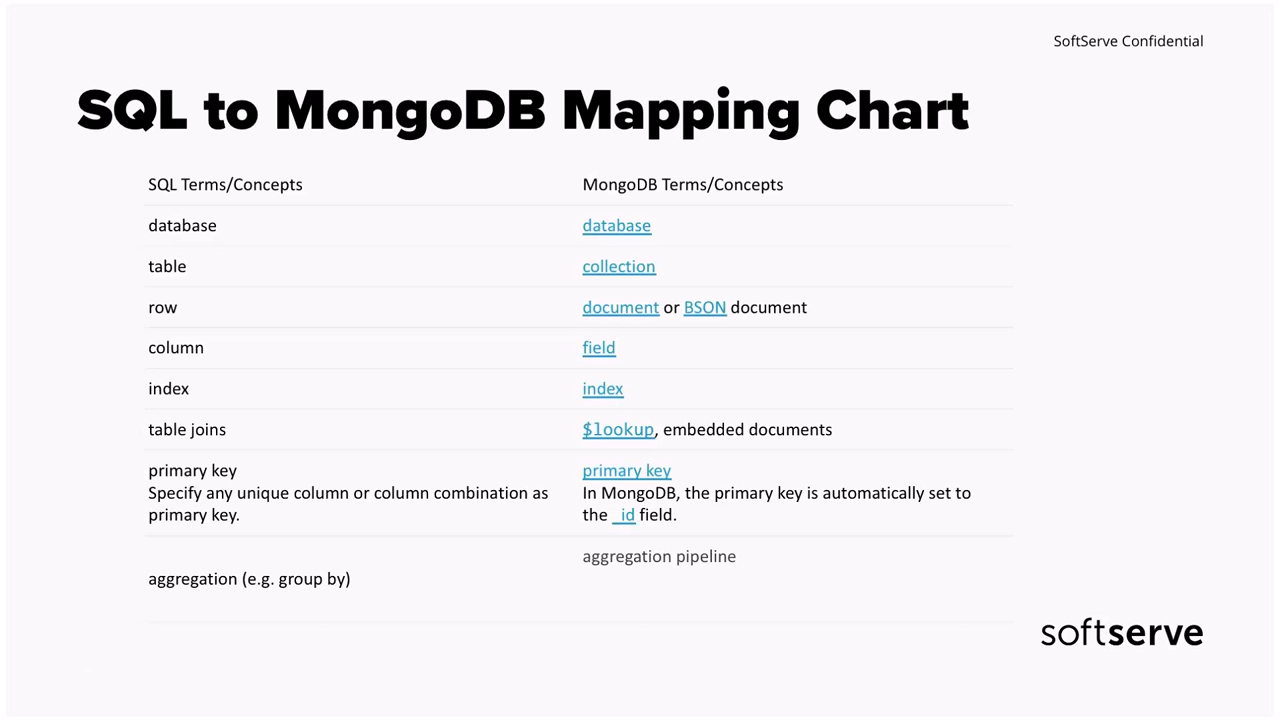 SoftServe Confidential
SQL to MongoDB Mapping Chart
SQL Terms/Concepts
MongoDB Terms/Concepts
database
database
table
collection
row
document or BSON document
column
field
index
index
table joins
$lookup, embedded documents
primary key
Specify any unique column or column combination as
primary key.
primary key
In MongoDB, the primary key is automatically set to
the _id field.
aggregation (e.g. group by)
aggregation pipeline
softserve